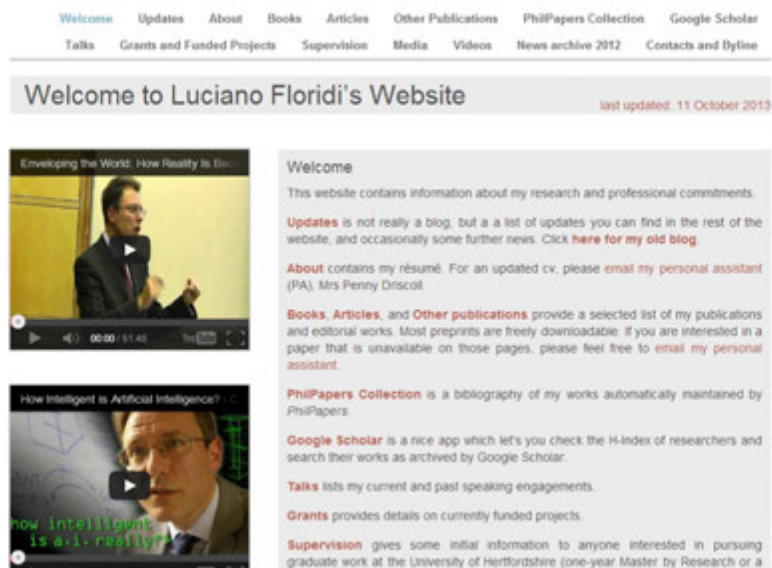 Welcome Updates About Books Articles Other Publications PhilPapers Collection Google Scholar
Talks Grants and Funded Projects Supervision Media Videos News archive 2012 Contacts and Byline
Welcome to Luciano Floridi's Website
last updated: 11 October 2013
Enveloping the World: How Reality Is Bec
00:00 / 51:40
YouTube
How Intelligent is Artificial Intelligence? - C
how intelligent
is a.i. really?
Welcome
This website contains information about my research and professional commitments.
Updates is not really a blog, but a a list of updates you can find in the rest of the
website, and occasionally some further news. Click here for my old blog.
About contains my résumé. For an updated cv, please email my personal assistant
(PA), Mrs Penny Driscoll.
Books, Articles, and Other publications provide a selected list of my publications
and editorial works. Most preprints are freely downloadable. If you are interested in a
paper that is unavailable on those pages, please feel free to email my personal
assistant.
PhilPapers Collection is a bibliography of my works automatically maintained by
PhilPapers.
Google Scholar is a nice app which let's you check the H-Index of researchers and
search their works as archived by Google Scholar.
Talks lists my current and past speaking engagements.
Grants provides details on currently funded projects.
Supervision gives some initial information to anyone interested in pursuing
graduate work at the University of Hertfordshire (one-year Master by Research or a